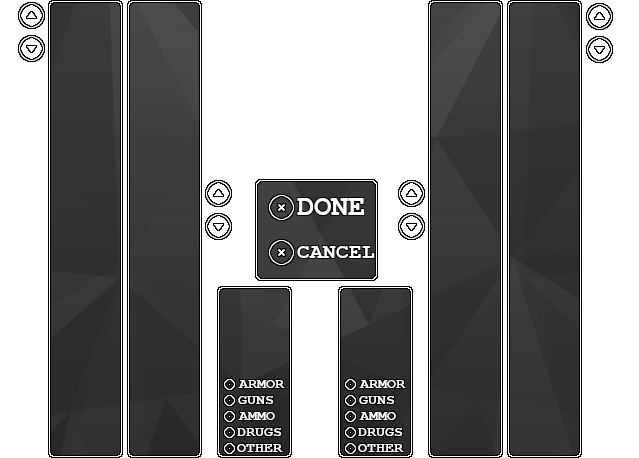 DONE
CANCEL
ARMOR
GUNS
AMMO
DRUGS
OTHER
ARMOR
GUNS
AMMO
DRUGS
OTHER